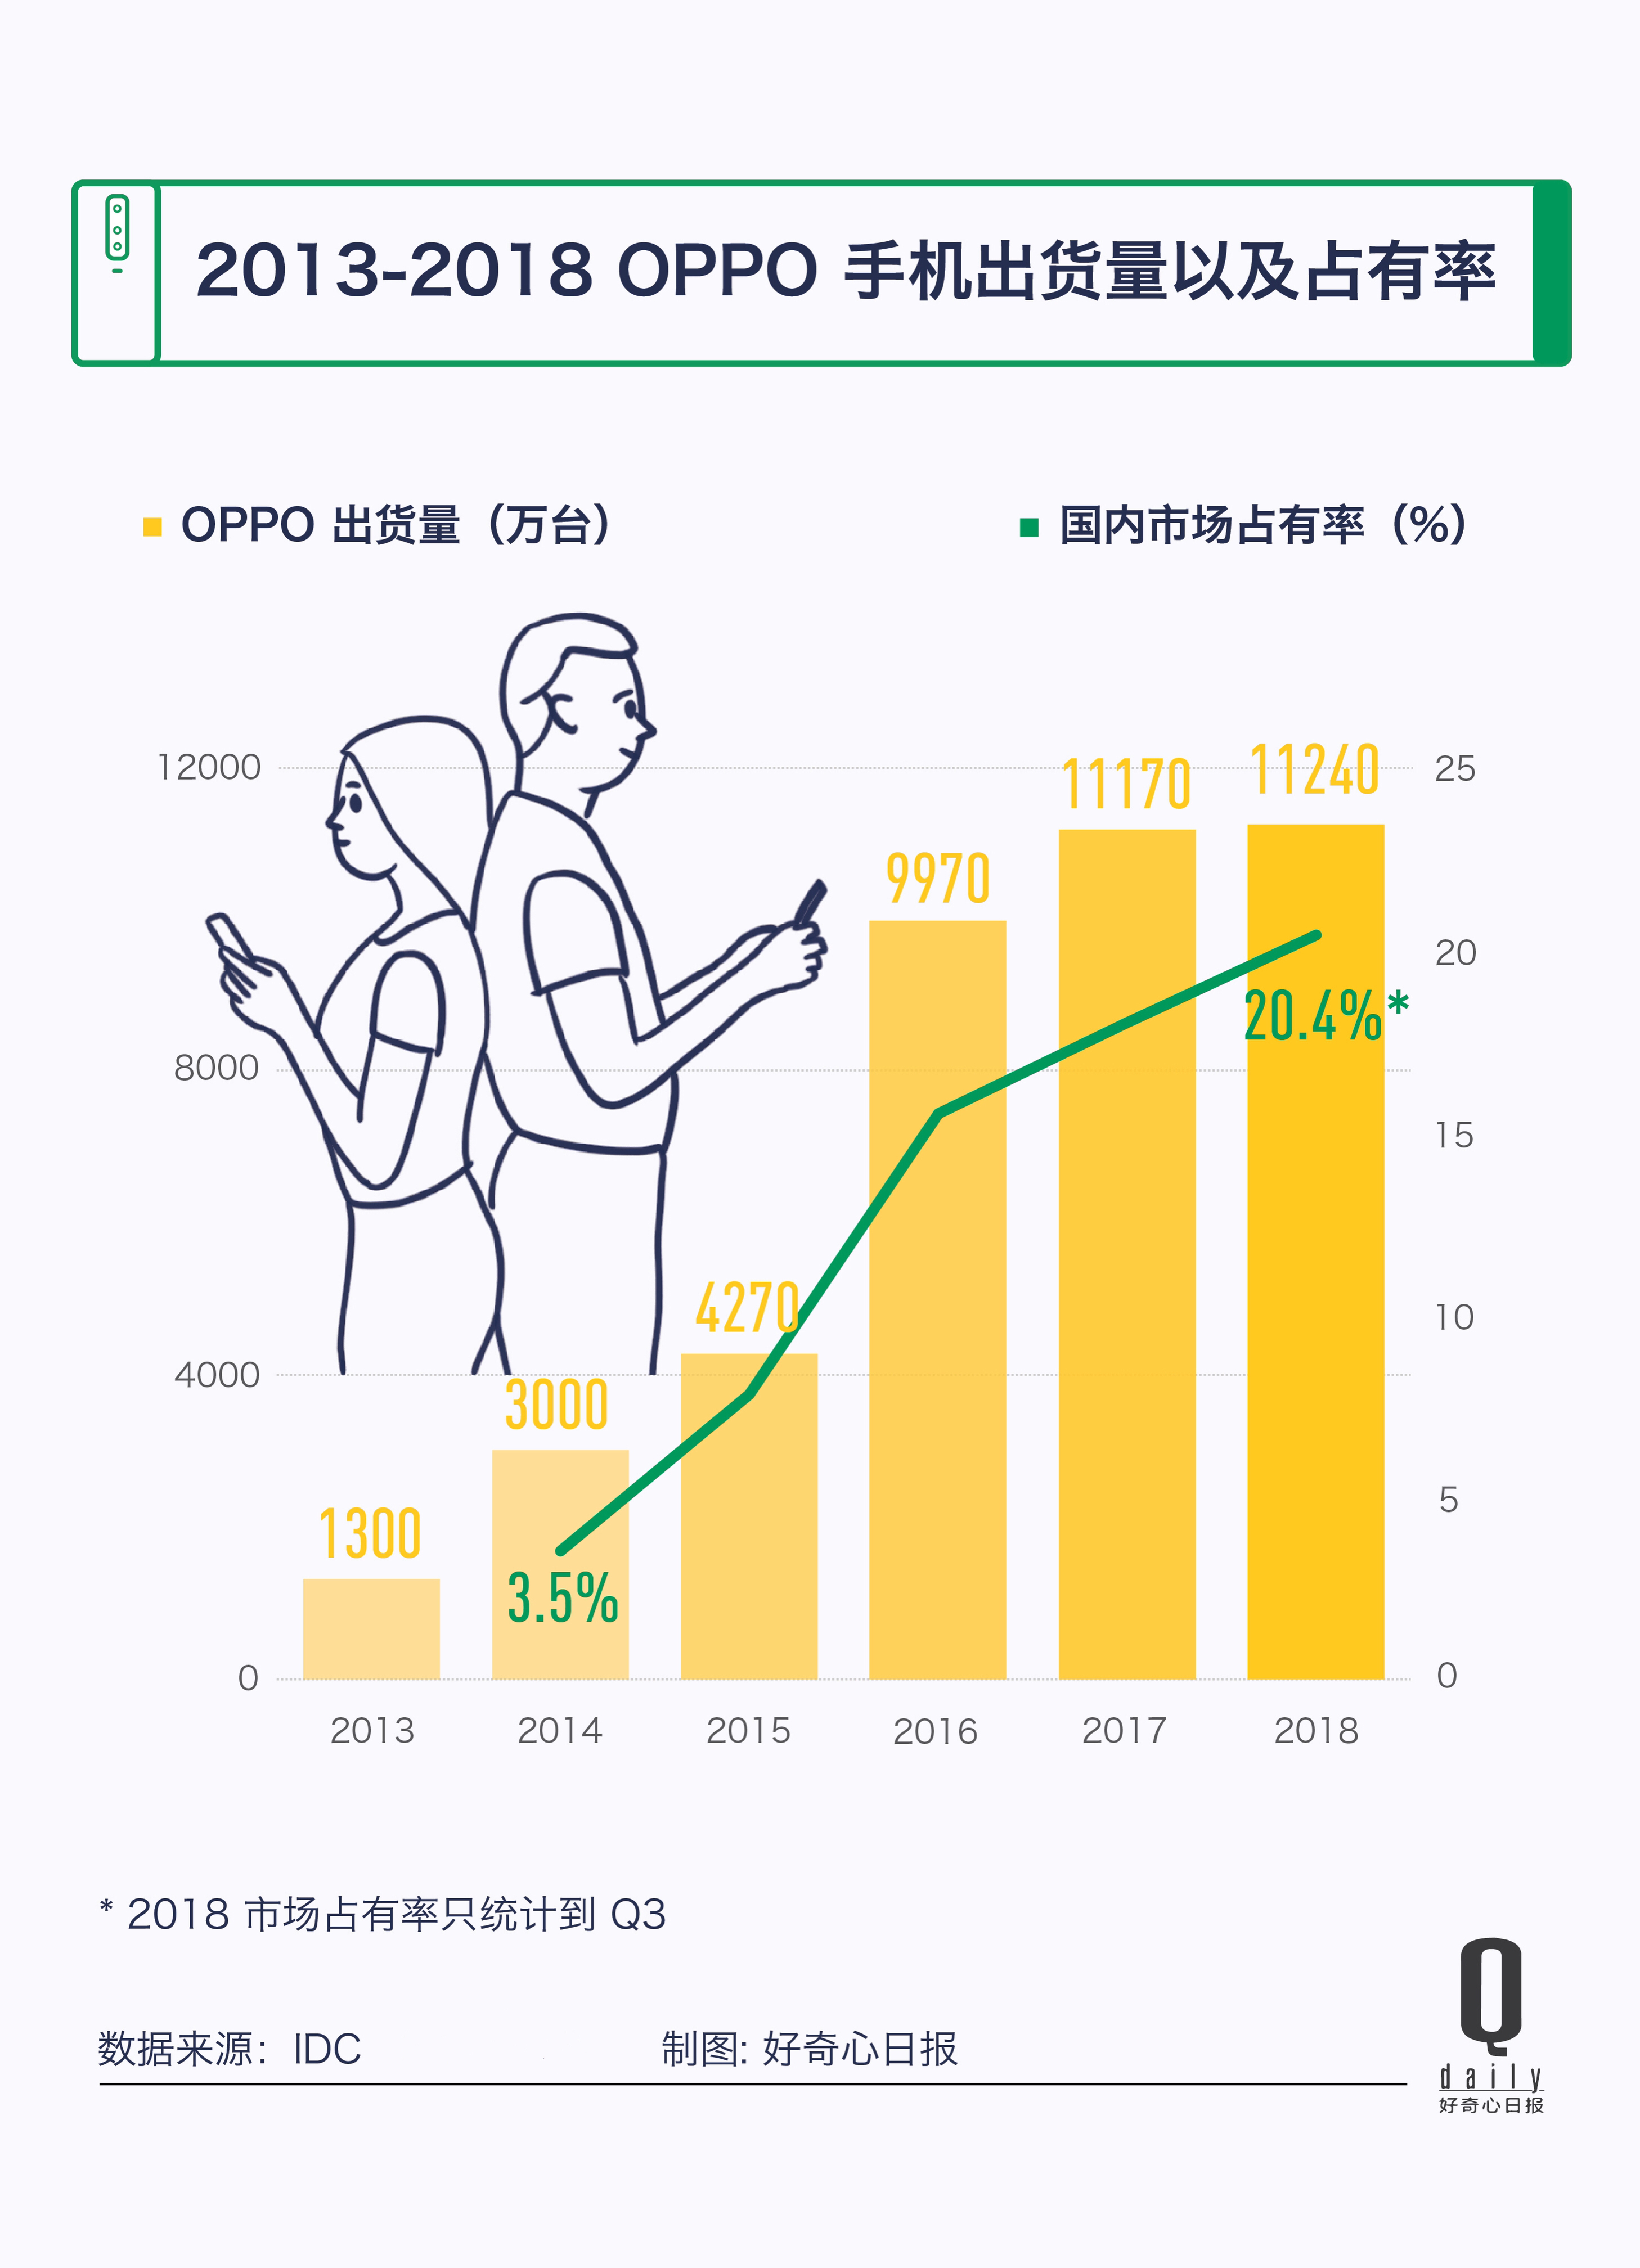 2013-2018 OPPO 手机出货量以及占有率
OPPO 出货量（万台）
国内市场占有率（%）
12000
8000
4000
0
25
20
15
10
5
0
1300
3000
4270
9970
11170
11240
3.5%
20.4%*
2013 2014 2015 2016 2017 2018
* 2018 市场占有率只统计到 Q3
数据来源：IDC
制图: 好奇心日报
Q
daily
好奇心日报